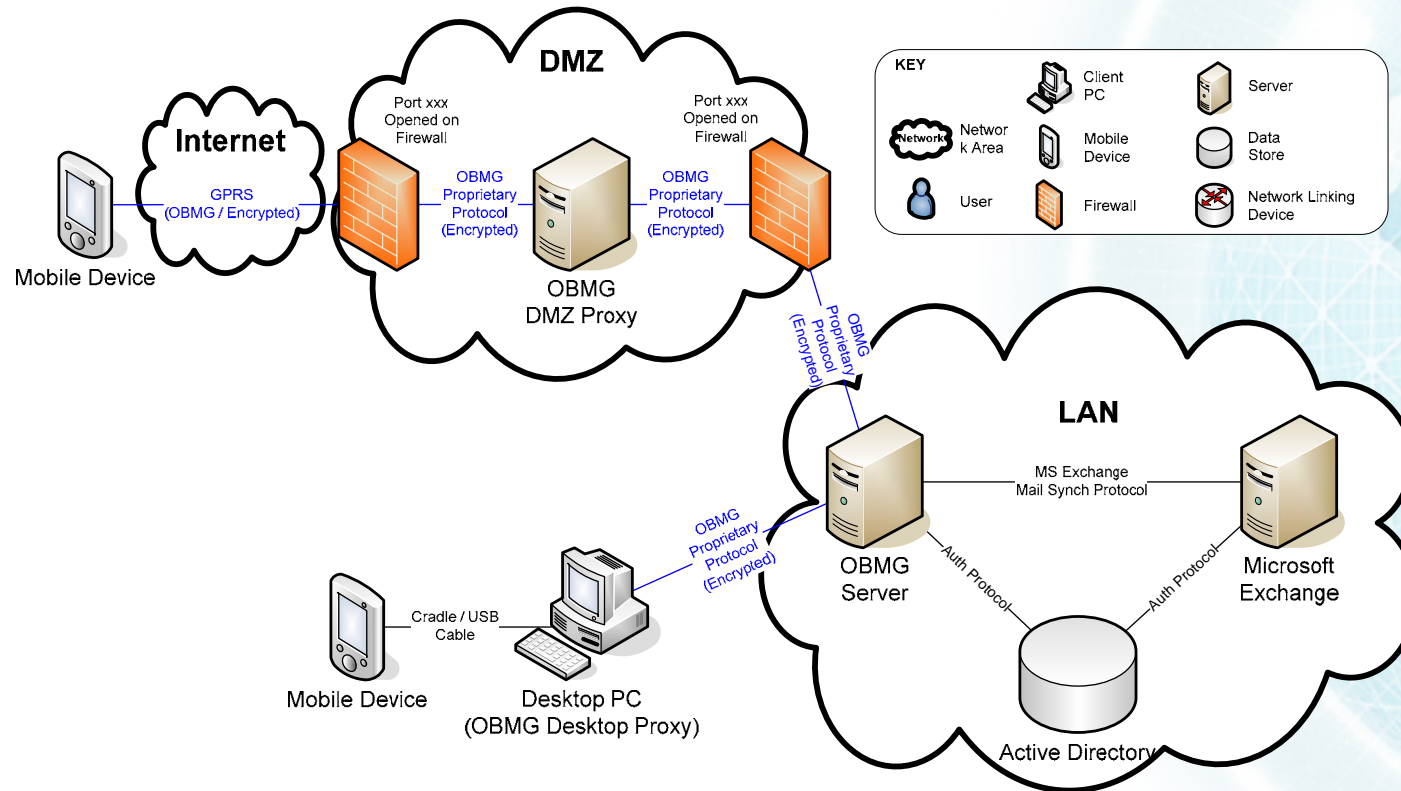 DMZ
Port xxx
Opened on
Firewall
Port xxx
Opened on
Firewall
Internet
GPRS
(OBMG / Encrypted)
OBMG
Proprietary
Protocol
(Encrypted)
OBMG
Proprietary
Protocol
(Encrypted)
Mobile Device
OBMG
DMZ Proxy
KEY
Client
PC
Server
Network
Networ
k Area
Mobile
Device
Data
Store
User
Firewall
Network Linking
Device
OBMG
Proprietary
Protocol
(Encrypted)
LAN
MS Exchange
Mail Synch Protocol
OBMG
Proprietary
Protocol
(Encrypted)
OBMG
Server
Auth Protocol
Auth Protocol
Microsoft
Exchange
Cradle / USB
Cable
Mobile Device
Desktop PC
(OBMG Desktop Proxy)
Active Directory